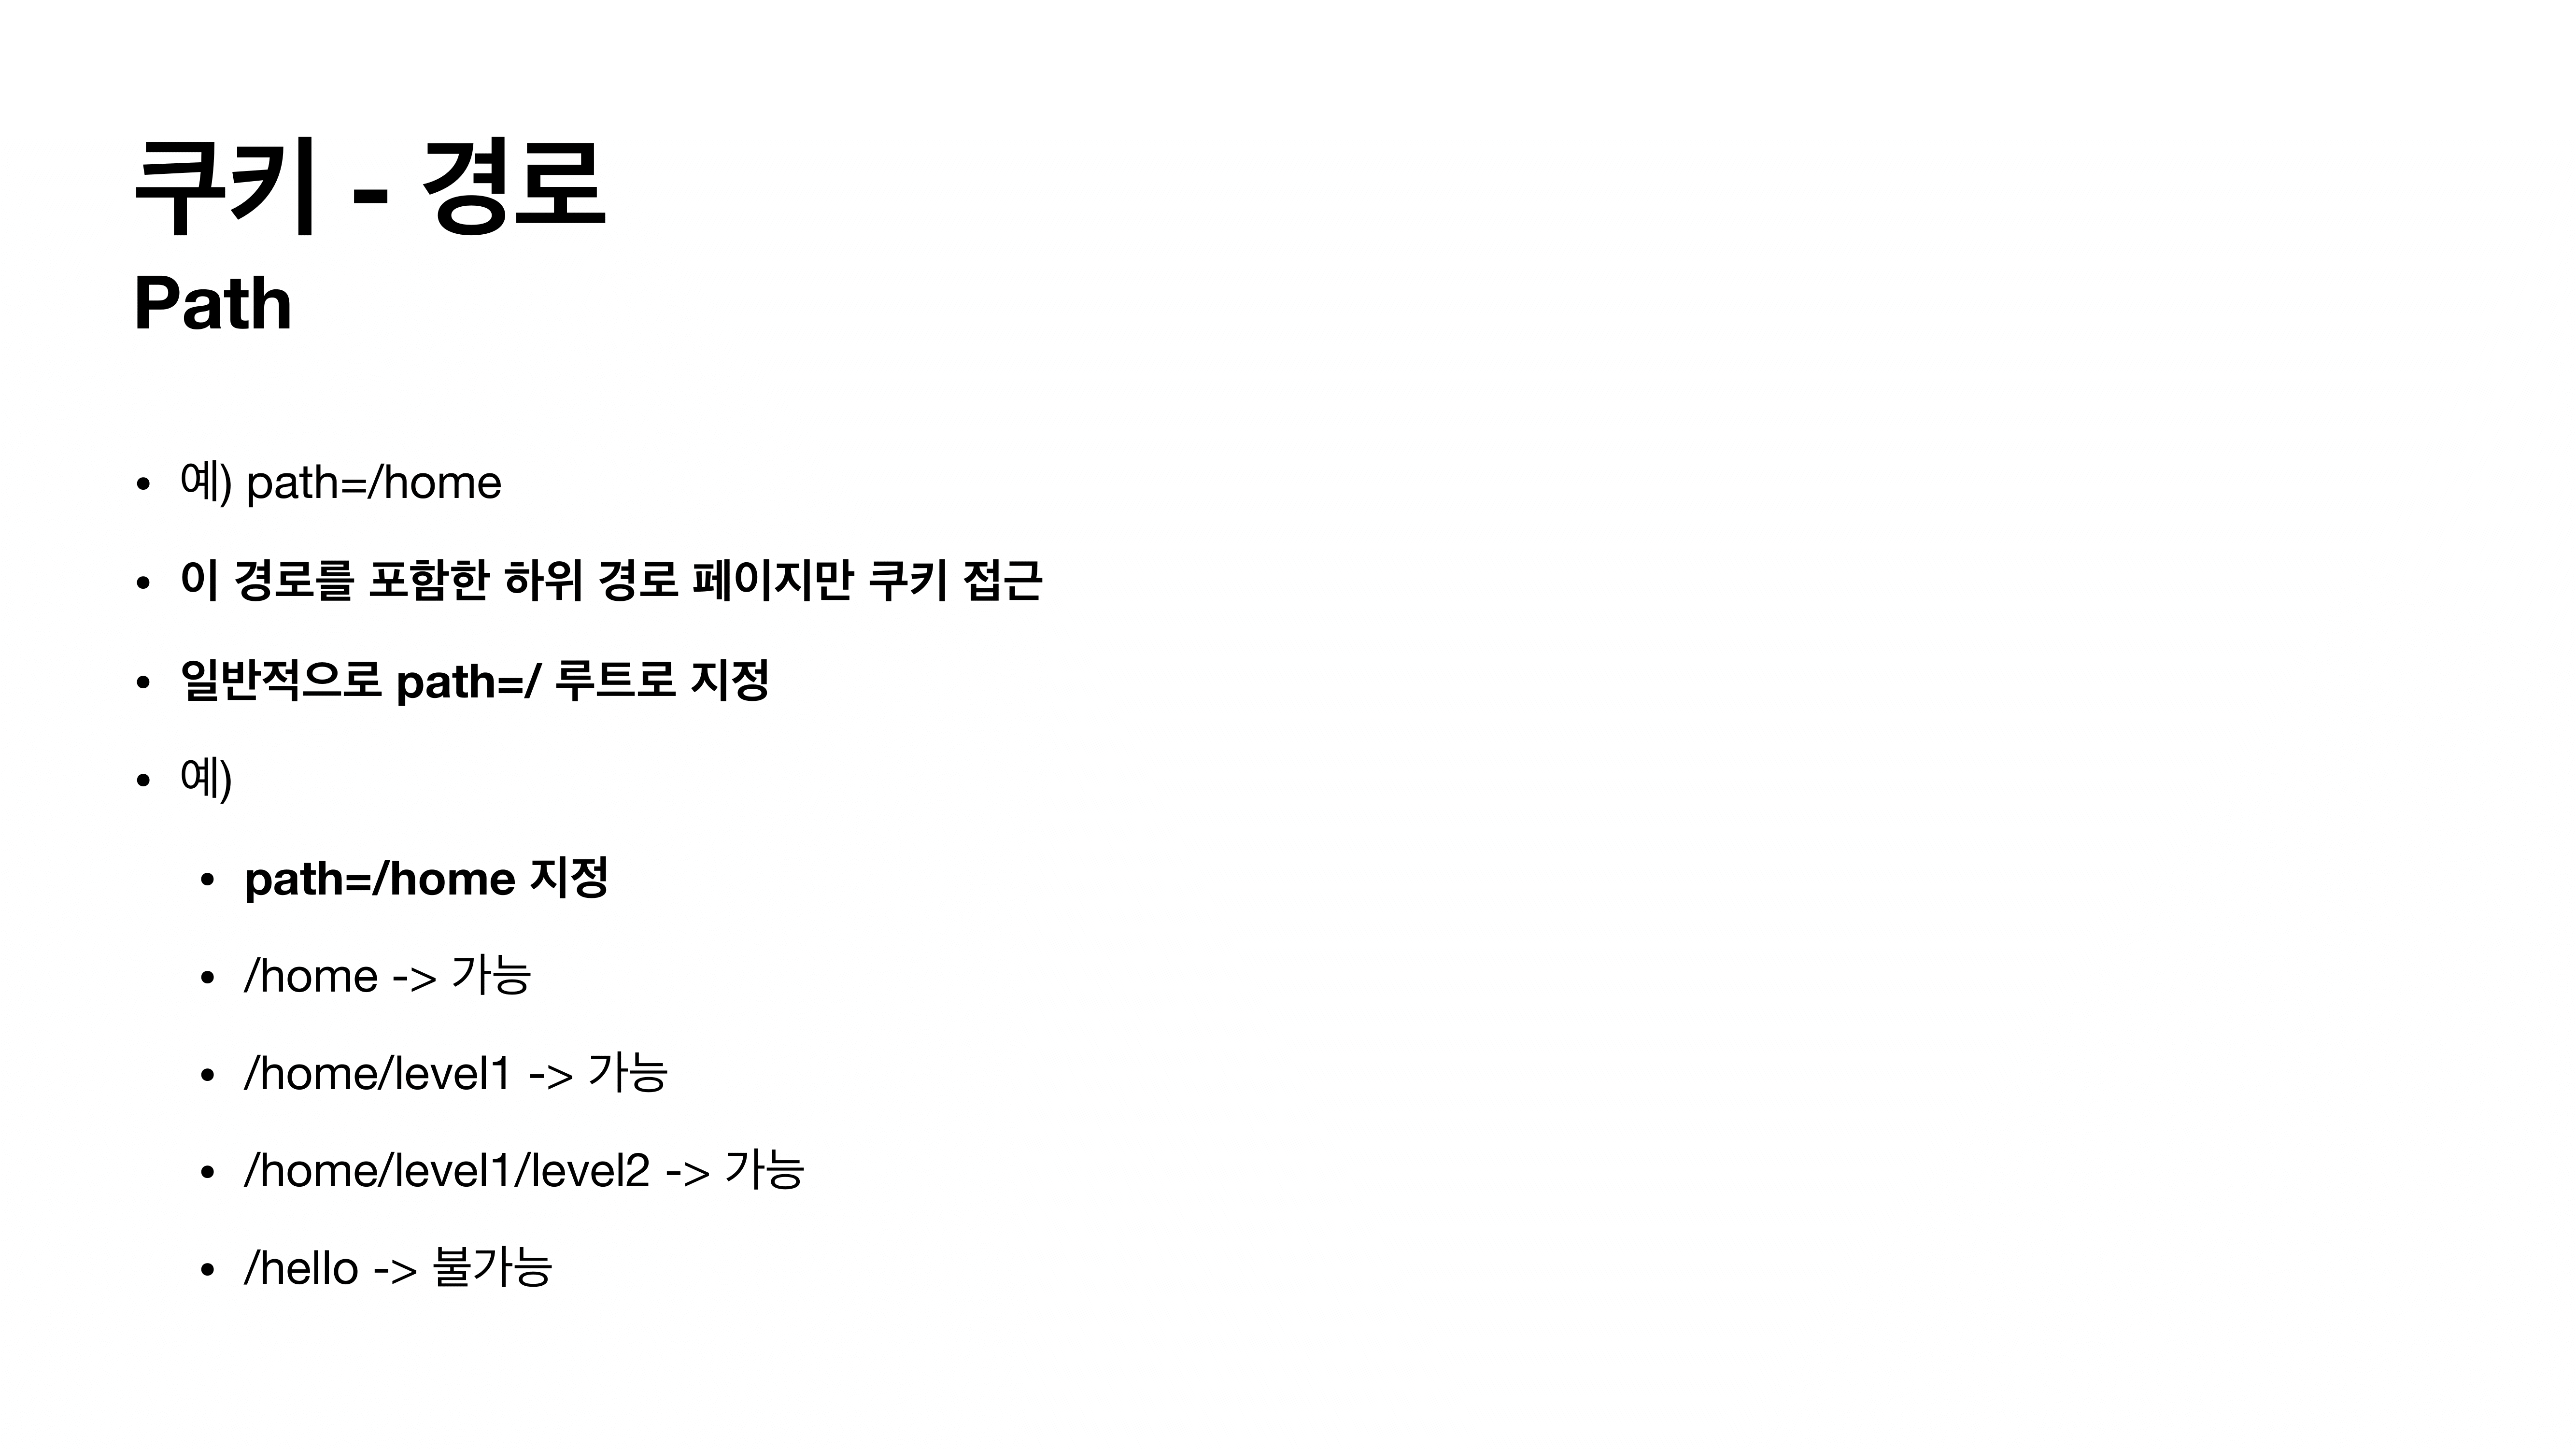 쿠키 - 경로
Path
• 예) path=/home
• 이 경로를 포함한 하위 경로 페이지만 쿠키 접근
• 일반적으로 path=/ 루트로 지정
• 예)
• path=/home 지정
• /home -> 가능
• /home/level1 -> 가능
• /home/level1/level2 -> 가능
• /hello -> 불가능